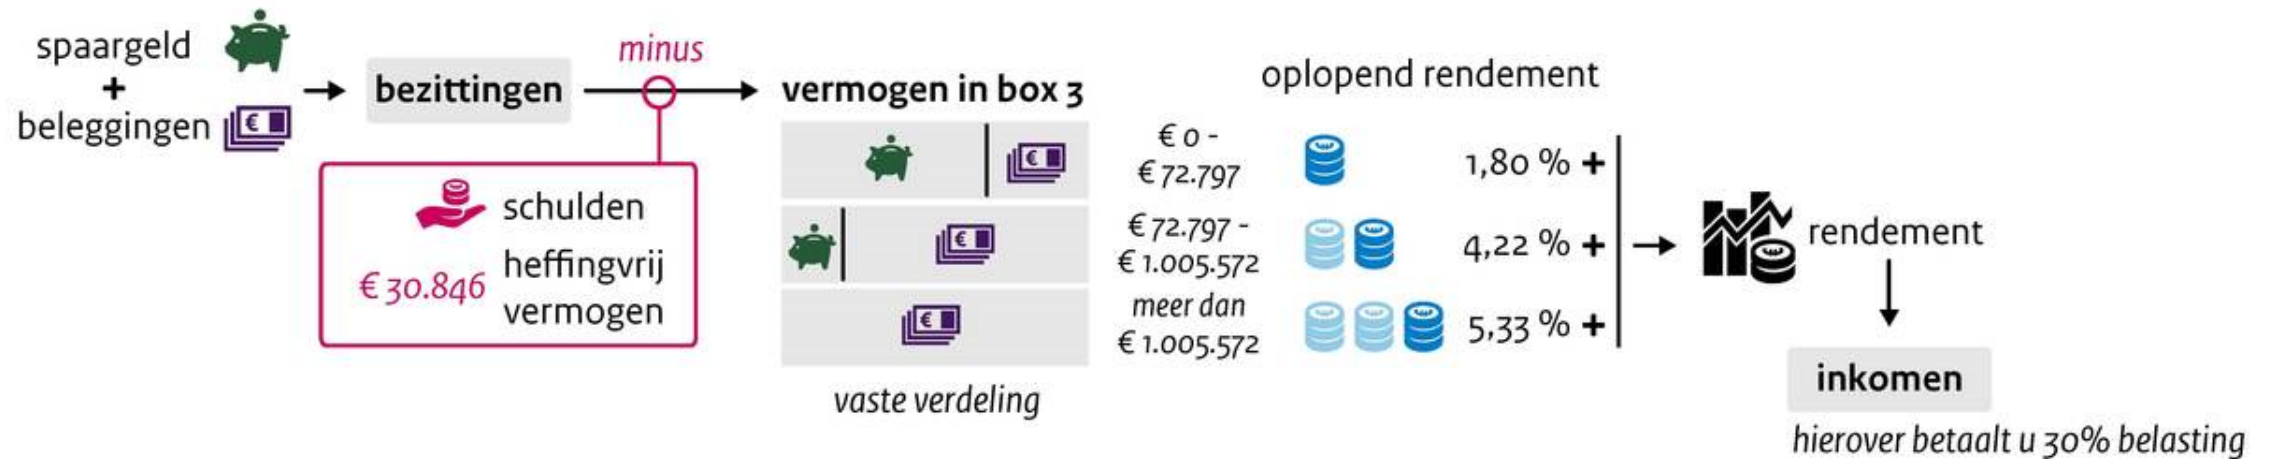 spaargeld
+
beleggingen
bezittingen
minus
schulden
€ 30.846
heffingvrij
vermogen
vermogen in box 3
vaste verdeling
oplopend rendement
€ 0 -
€ 72.797
1,80 % +
€ 72.797 -
€ 1.005.572
4,22 % +
meer dan
€ 1.005.572
5,33 % +
rendement
inkomen
hierover betaalt u 30% belasting